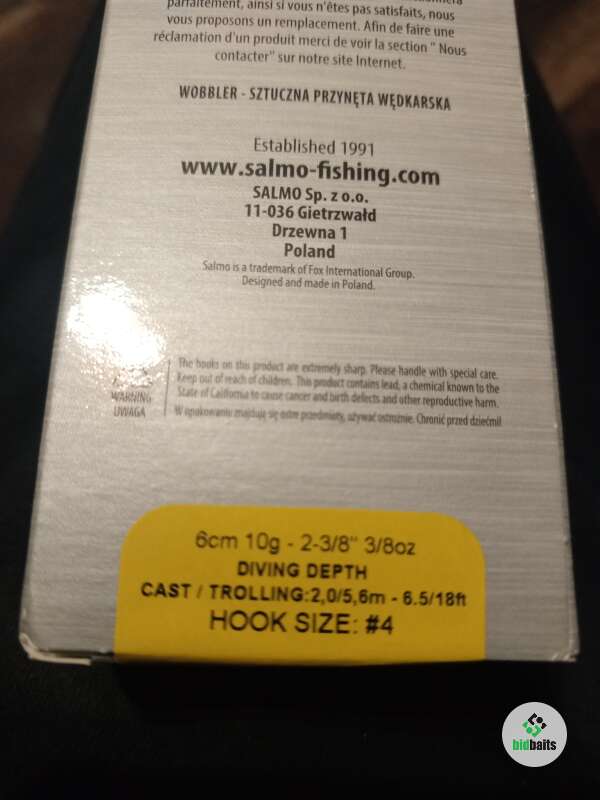 parfaitement, ainsi si vous n'êtes pas satisfaits, nous
vous proposons un remplacement. Afin de faire une
réclamation d'un produit merci de voir la section " Nous
contacter" sur notre site Internet.
WOBBLER - SZTUCZNA PRZYNĘTA WĘDKARSKA
Established 1991
www.salmo-fishing.com
SALMO Sp. z o.o.
11-036 Gietrzwałd
Drzewna 1
Poland
Salmo is a trademark of Fox International Group.
Designed and made in Poland.
The hooks on this product are extremely sharp. Please handle with special care.
Keep out of reach of children. This product contains lead, a chemical known to the
State of California to cause cancer and birth defects and other reproductive harm.
WARNING
UWAGA
W opakowaniu znajdują się ostre przedmioty, używać ostrożnie. Chronić przed dziećmi!
6cm 10g - 2-3/8" 3/8oz
DIVING DEPTH
CAST / TROLLING:2,0/5,6m - 6.5/18ft
HOOK SIZE: #4
bidbaits